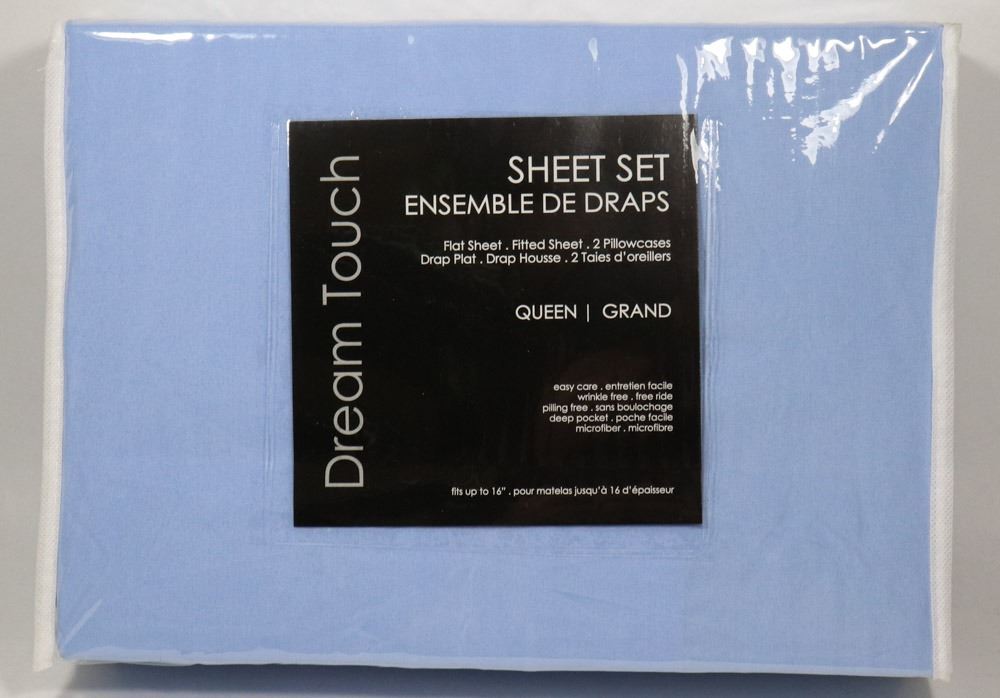 Dream Touch
SHEET SET
ENSEMBLE DE DRAPS
Flat Sheet . Fitted Sheet . 2 Pillowcases
Drap Plat . Drap Housse . 2 Taies d'oreillers
QUEEN | GRAND
easy care . entretien facile
wrinkle free . free ride
pilling free . sans boulochage
deep pocket . poche facile
microfiber . microfibre
fits up to 16" . pour matelas jusqu'à 16 d'épaisseur